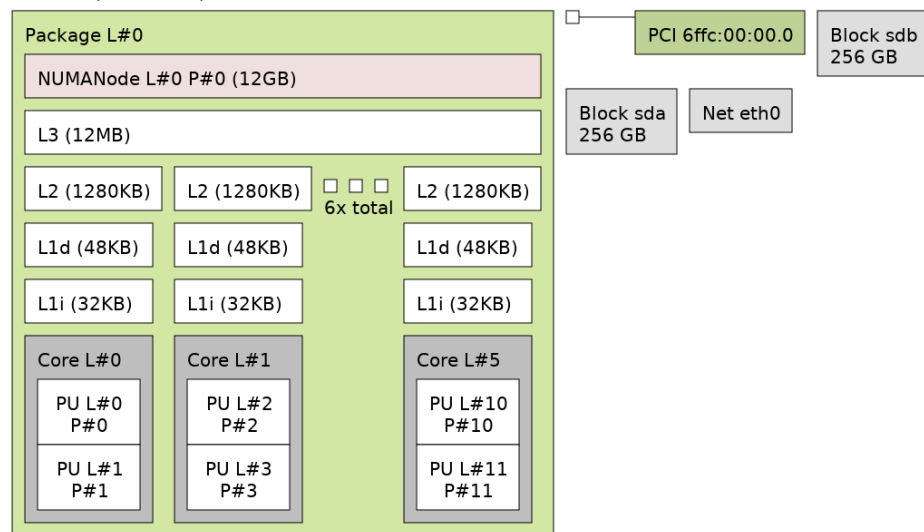 Package L#0
NUMANode L#0 P#0 (12GB)
L3 (12MB)
L2 (1280KB)
L2 (1280KB)
6x total
L2 (1280KB)
L1d (48KB)
L1d (48KB)
L1d (48KB)
L1i (32KB)
L1i (32KB)
L1i (32KB)
Core L#0
Core L#1
Core L#5
PU L#0
P#0
PU L#2
P#2
PU L#10
P#10
PU L#1
P#1
PU L#3
P#3
PU L#11
P#11
PCI 6ffc:00:00.0
Block sdb
256 GB
Block sda
256 GB
Net eth0